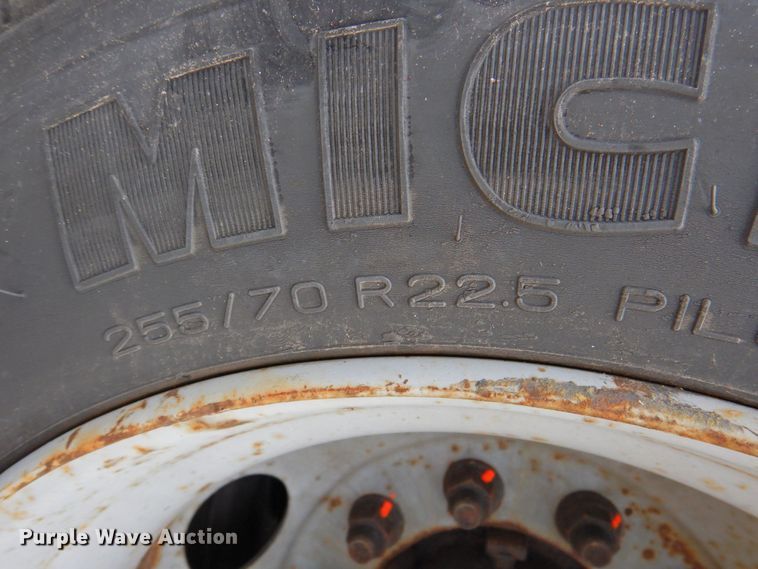 MIC
255/70 R22.5 PIL
Purple Wave Auction